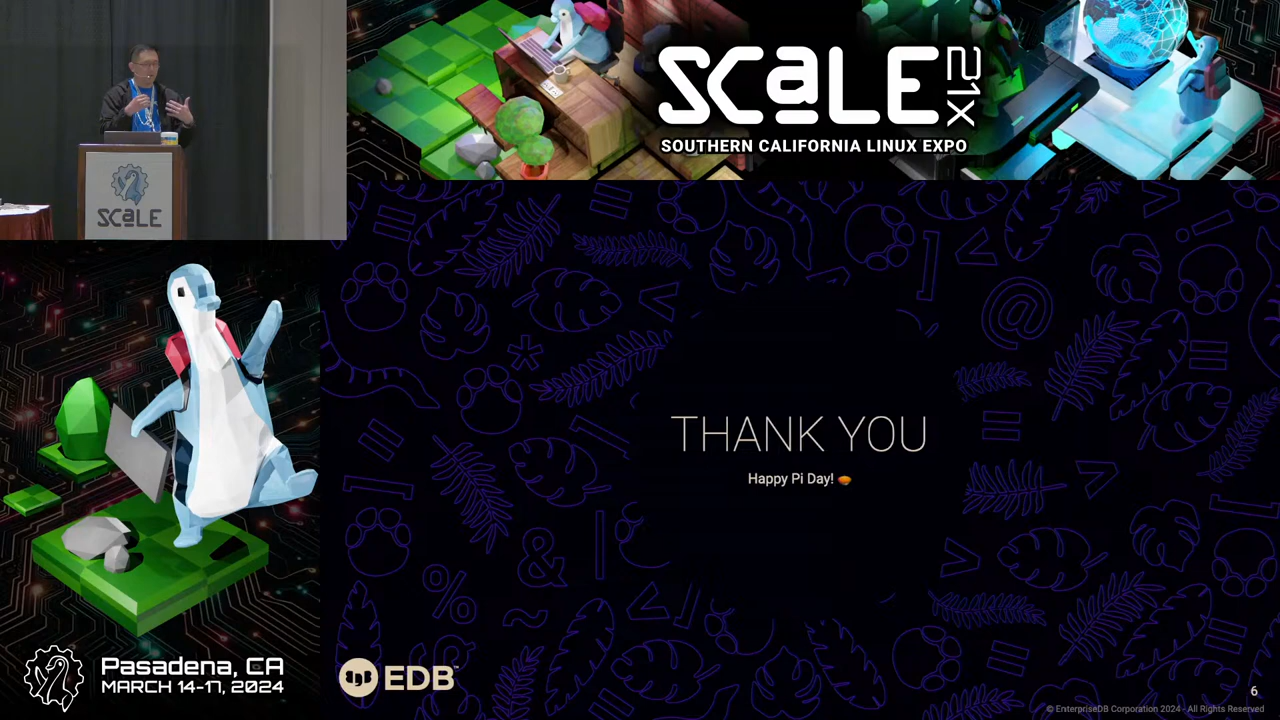 SCaLE 21X
SOUTHERN CALIFORNIA LINUX EXPO
SCaLE
THANK YOU
Happy Pi Day! 🥧
Pasadena, CA
MARCH 14-17, 2024
EDB™
6
© EnterpriseDB Corporation 2024 - All Rights Reserved